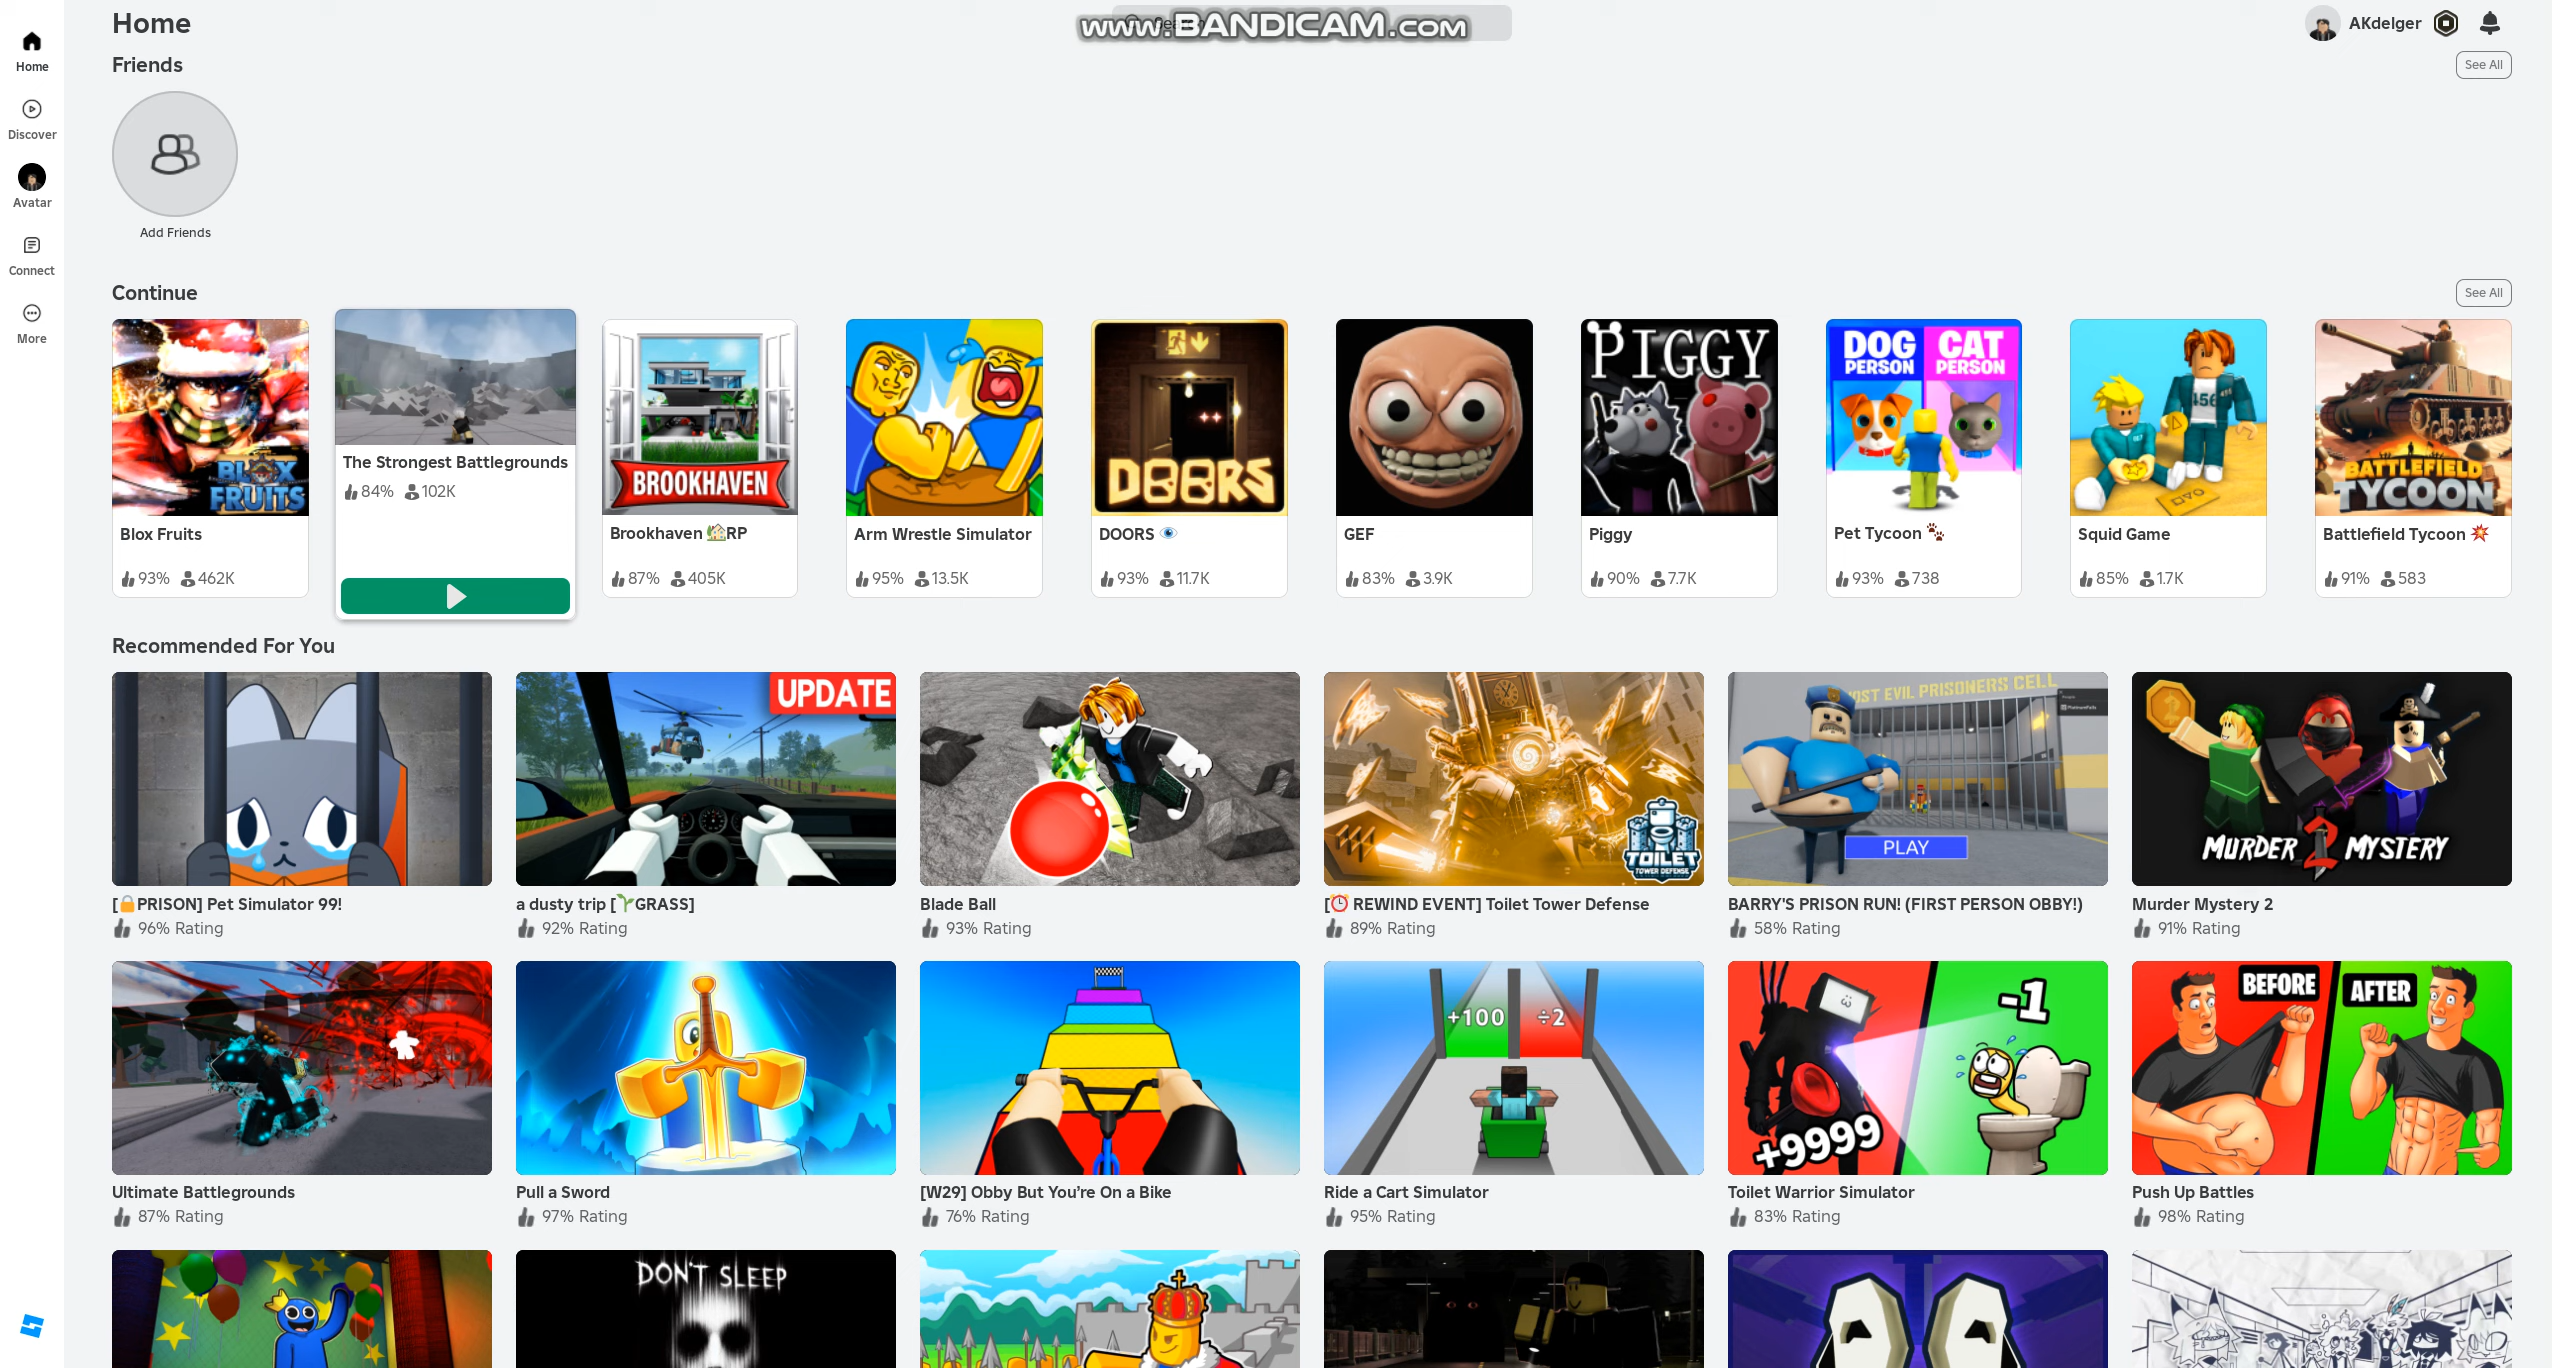 Home
www.BANDICAM.com
AKdelger
Home
Friends
See All
Discover
Avatar
Add Friends
Connect
More
Continue
See All
BLOX FRUITS
BROOKHAVEN
DOORS
PIGGY
DOG PERSON
CAT PERSON
456
BATTLEFIELD TYCOON
Blox Fruits
93% 462K
The Strongest Battlegrounds
84% 102K
Brookhaven 🏡RP
87% 405K
Arm Wrestle Simulator
95% 13.5K
DOORS 👁️
93% 11.7K
GEF
83% 3.9K
Piggy
90% 7.7K
Pet Tycoon 🐾
93% 738
Squid Game
85% 1.7K
Battlefield Tycoon 💥
91% 583
Recommended For You
UPDATE
TOILET
TOWER DEFENSE
OST EVIL PRISONERS CELL
PLAY
MURDER 2 MYSTERY
[🔒PRISON] Pet Simulator 99!
96% Rating
a dusty trip [🌱GRASS]
92% Rating
Blade Ball
93% Rating
[⏰ REWIND EVENT] Toilet Tower Defense
89% Rating
BARRY'S PRISON RUN! (FIRST PERSON OBBY!)
58% Rating
Murder Mystery 2
91% Rating
+100
÷2
-1
+9999
BEFORE
AFTER
Ultimate Battlegrounds
87% Rating
Pull a Sword
97% Rating
[W29] Obby But You're On a Bike
76% Rating
Ride a Cart Simulator
95% Rating
Toilet Warrior Simulator
83% Rating
Push Up Battles
98% Rating
DON'T SLEEP